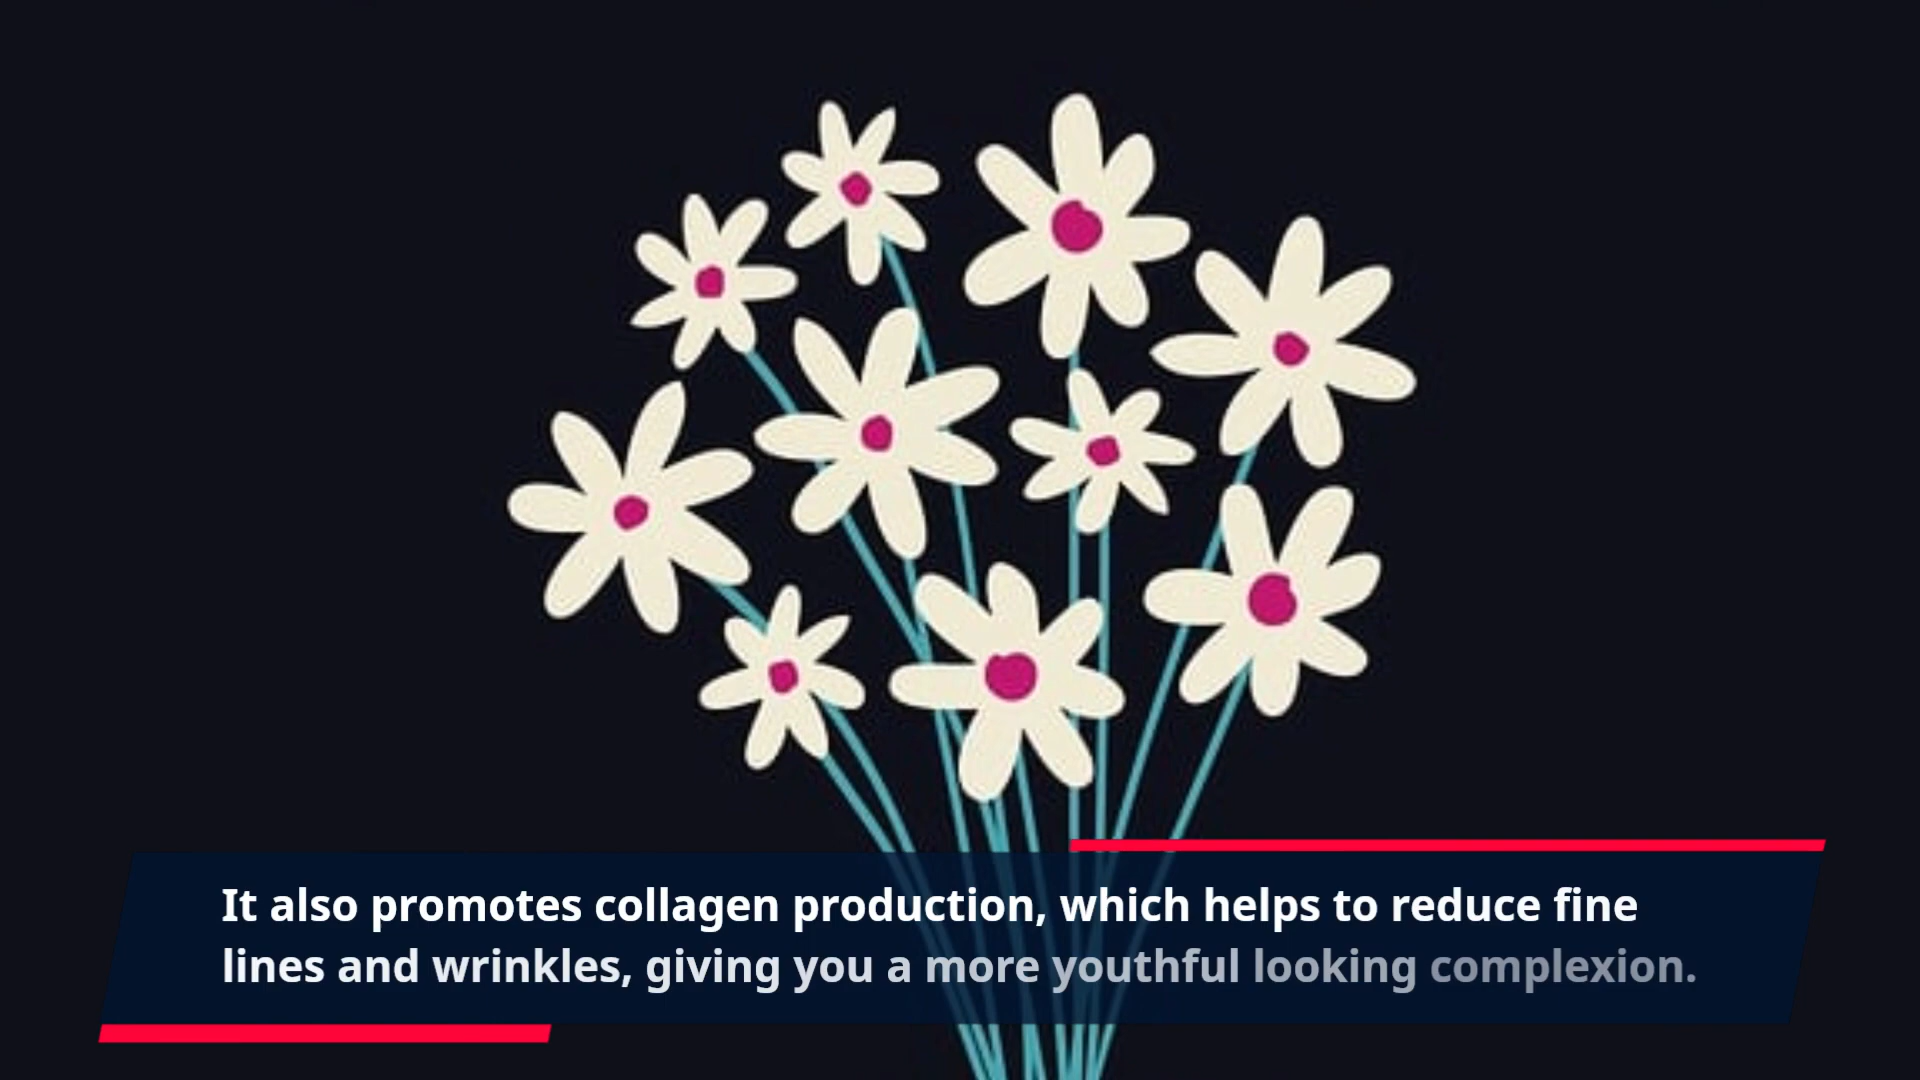 It also promotes collagen production, which helps to reduce fine
lines and wrinkles, giving you a more youthful looking complexion.